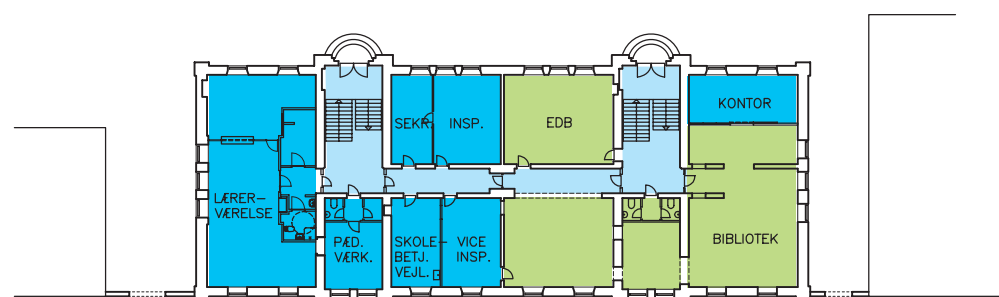 KONTOR
SEKR.
INSP.
EDB
LÆRER-
VÆRELSE
PÆD.
VÆRK.
SKOLE
BETJ.
VEJL.
VICE
INSP.
BIBLIOTEK